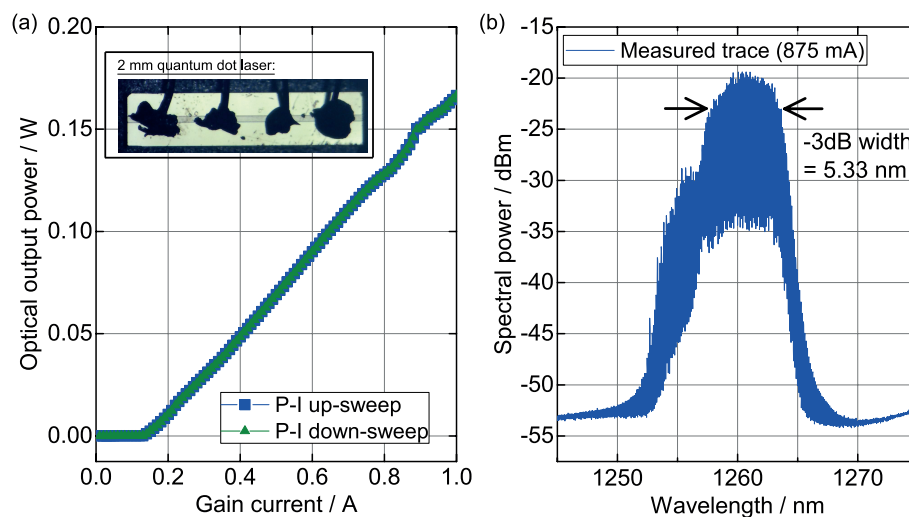 (a)
0.20
0.15
0.10
0.05
0.00
Optical output power / W
2 mm quantum dot laser:
P-I up-sweep
P-I down-sweep
0.0 0.2 0.4 0.6 0.8 1.0
Gain current / A
(b)
-15
-20
-25
-30
-35
-40
-45
-50
-55
Spectral power / dBm
Measured trace (875 mA)
-3dB width
= 5.33 nm
1250 1260 1270
Wavelength / nm